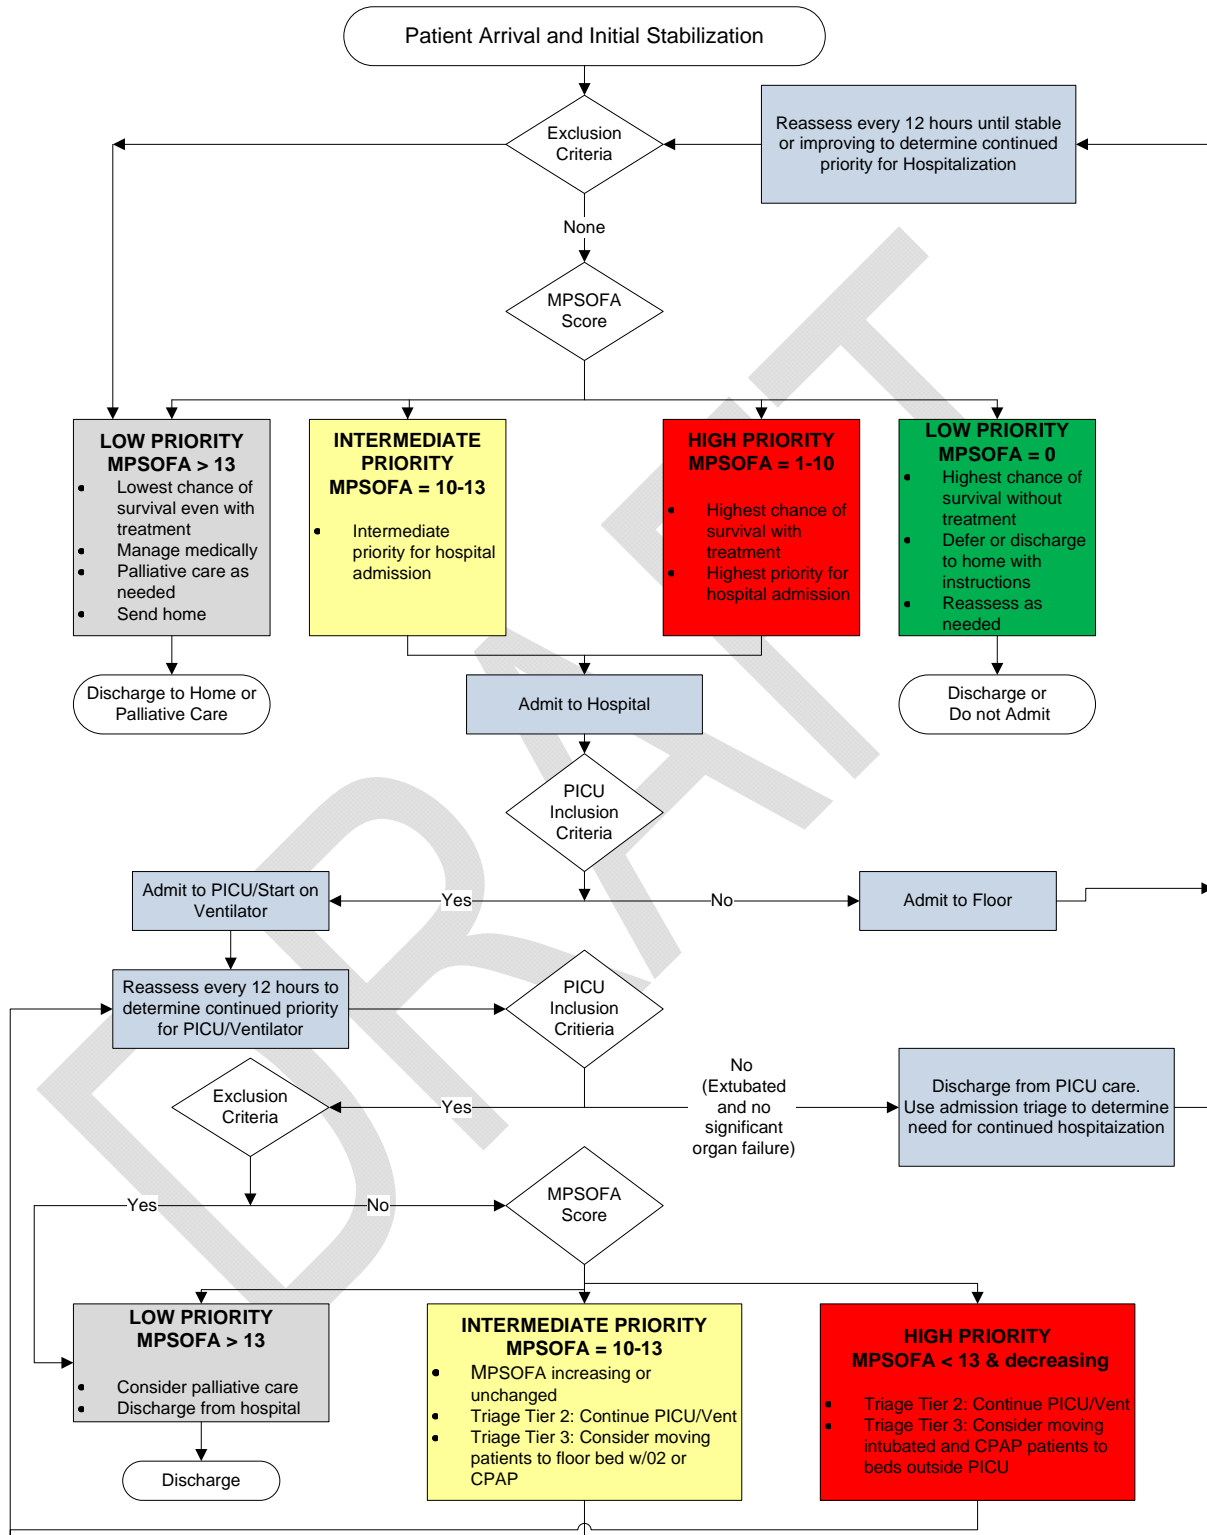 Patient Arrival and Initial Stabilization
Exclusion
Criteria
Reassess every 12 hours until stable
or improving to determine continued
priority for Hospitalization
None
MPSOFA
Score
LOW PRIORITY
MPSOFA > 13
• Lowest chance of
survival even with
treatment
• Manage medically
• Palliative care as
needed
• Send home
INTERMEDIATE
PRIORITY
MPSOFA = 10-13
• Intermediate
priority for hospital
admission
HIGH PRIORITY
MPSOFA = 1-10
• Highest chance of
survival with
treatment
• Highest priority for
hospital admission
LOW PRIORITY
MPSOFA = 0
• Highest chance of
survival without
treatment
• Defer or discharge
to home with
instructions
• Reassess as
needed
Discharge to Home or
Palliative Care
Admit to Hospital
Discharge or
Do not Admit
PICU
Inclusion
Criteria
Admit to PICU/Start on
Ventilator
Yes
No
Admit to Floor
Reassess every 12 hours to
determine continued priority
for PICU/Ventilator
PICU
Inclusion
Critieria
Exclusion
Criteria
Yes
No
(Extubated
and no
significant
organ failure)
Discharge from PICU care.
Use admission triage to determine
need for continued hospitaization
Yes
No
MPSOFA
Score
LOW PRIORITY
MPSOFA > 13
• Consider palliative care
• Discharge from hospital
INTERMEDIATE PRIORITY
MPSOFA = 10-13
• MPSOFA increasing or
unchanged
• Triage Tier 2: Continue PICU/Vent
• Triage Tier 3: Consider moving
patients to floor bed w/02 or
CPAP
HIGH PRIORITY
MPSOFA < 13 & decreasing
• Triage Tier 2: Continue PICU/Vent
• Triage Tier 3: Consider moving
intubated and CPAP patients to
beds outside PICU
Discharge
DRAFT